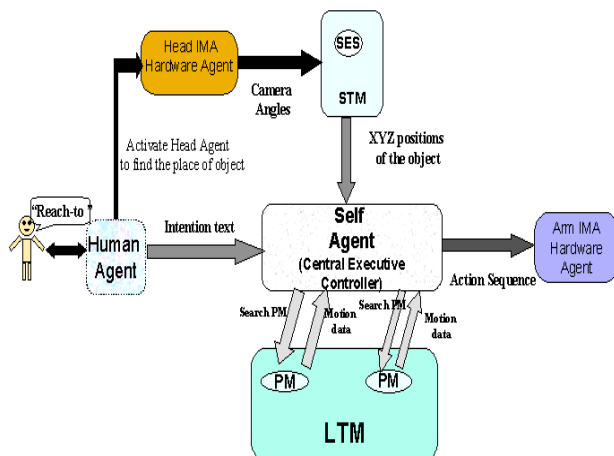 Head IMA
Hardware Agent
SES
STM
Camera
Angles
Activate Head Agent
to find the place of object
XYZ positions
of the object
"Reach-to "
Human
Agent
Intention text
Self
Agent
(Central Executive
Controller)
Action Sequence
Arm IMA
Hardware
Agent
Search PM
Motion
data
Search PM
Motion
data
PM
PM
LTM